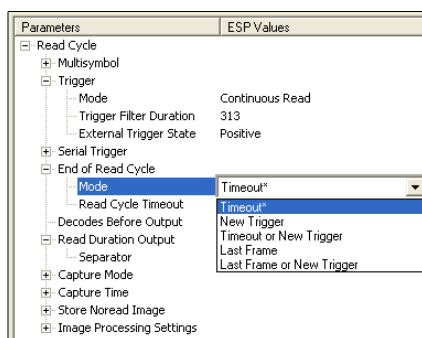 Parameters ESP Values
Read Cycle
Multisymbol
Trigger
Mode Continuous Read
Trigger Filter Duration 313
External Trigger State Positive
Serial Trigger
End of Read Cycle
Mode Timeout*
Read Cycle Timeout Timeout*
New Trigger
Decodes Before Output
Timeout or New Trigger
Read Duration Output
Last Frame
Separator
Last Frame or New Trigger
Capture Mode
Capture Time
Store Noread Image
Image Processing Settings